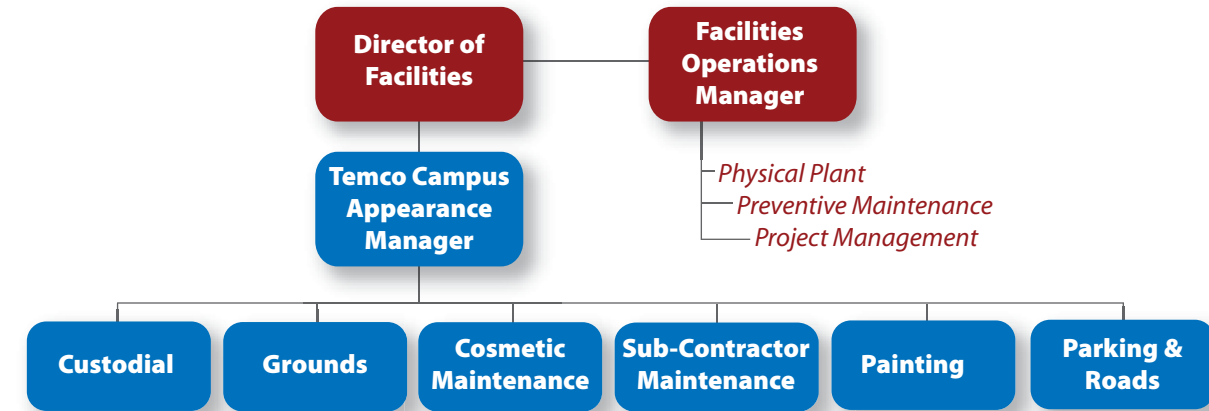 Director of
Facilities
Facilities
Operations
Manager
Temco Campus
Appearance
Manager
Physical Plant
Preventive Maintenance
Project Management
Custodial
Grounds
Cosmetic
Maintenance
Sub-Contractor
Maintenance
Painting
Parking &
Roads